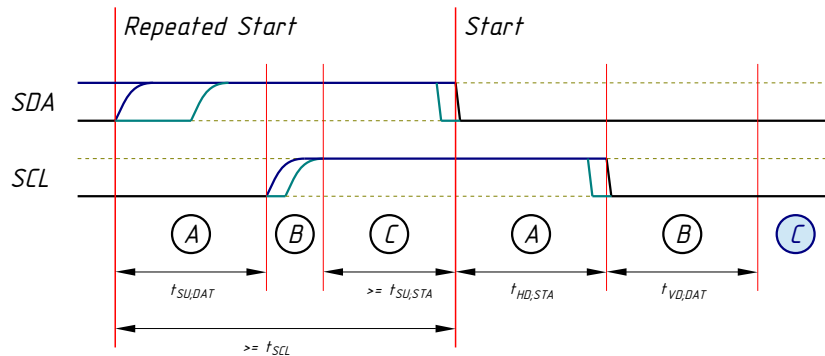 Repeated Start
Start
SDA
SCL
A
B
C
A
B
C
tSU,DAT
>= tSU,STA
tHD,STA
tVD,DAT
>= tSCL